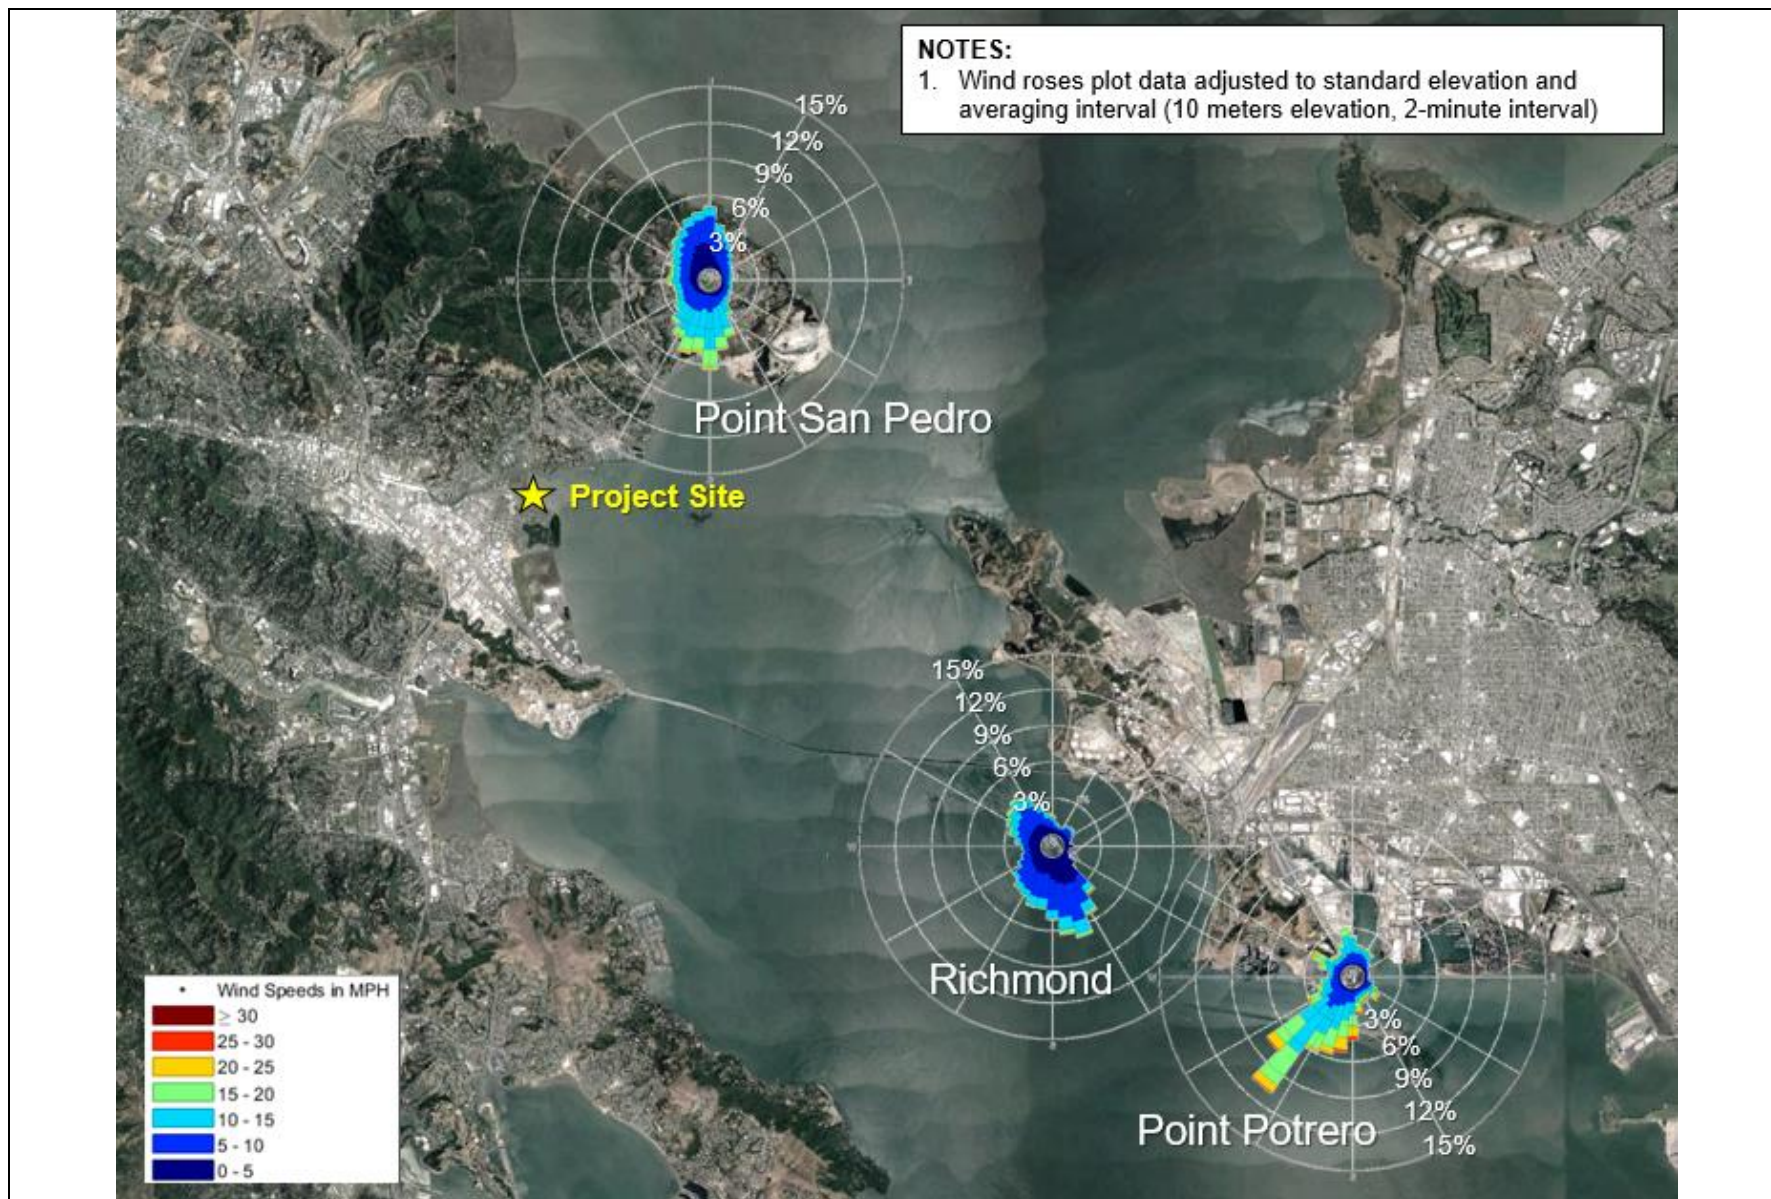 NOTES:
1. Wind roses plot data adjusted to standard elevation and
averaging interval (10 meters elevation, 2-minute interval)
15%
12%
9%
6%
3%
Point San Pedro
Project Site
15%
12%
9%
6%
3%
Richmond
3%
6%
9%
12%
15%
Point Potrero
• Wind Speeds in MPH
≥ 30
25 - 30
20 - 25
15 - 20
10 - 15
5 - 10
0 - 5